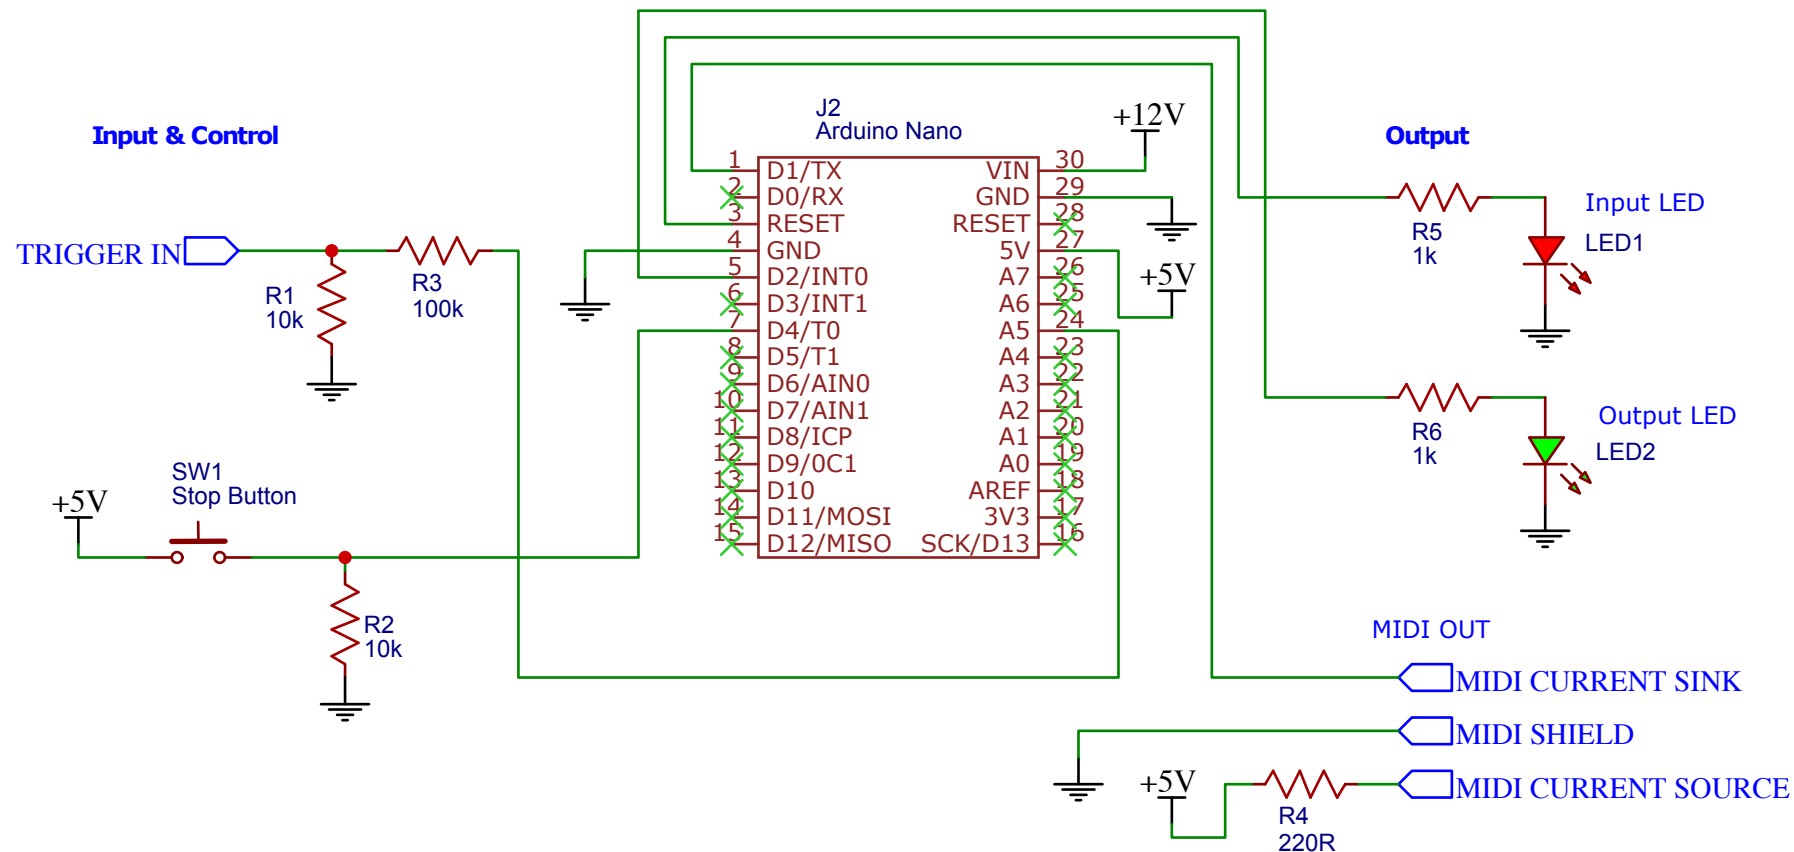 Input & Control
Output
J2
Arduino Nano
+12V
1 D1/TX VIN 30
2 D0/RX GND 29
3 RESET RESET 28
4 GND 5V 27
5 D2/INT0 A7 26
6 D3/INT1 A6 25
7 D4/T0 A5 24
8 D5/T1 A4 23
9 D6/AIN0 A3 22
10 D7/AIN1 A2 21
11 D8/ICP A1 20
12 D9/0C1 A0 19
13 D10 AREF 18
14 D11/MOSI 3V3 17
15 D12/MISO SCK/D13 16
+5V
TRIGGER IN
R1
10k
R3
100k
SW1
Stop Button
+5V
R2
10k
R5
1k
Input LED
LED1
R6
1k
Output LED
LED2
MIDI OUT
MIDI CURRENT SINK
MIDI SHIELD
MIDI CURRENT SOURCE
+5V
R4
220R